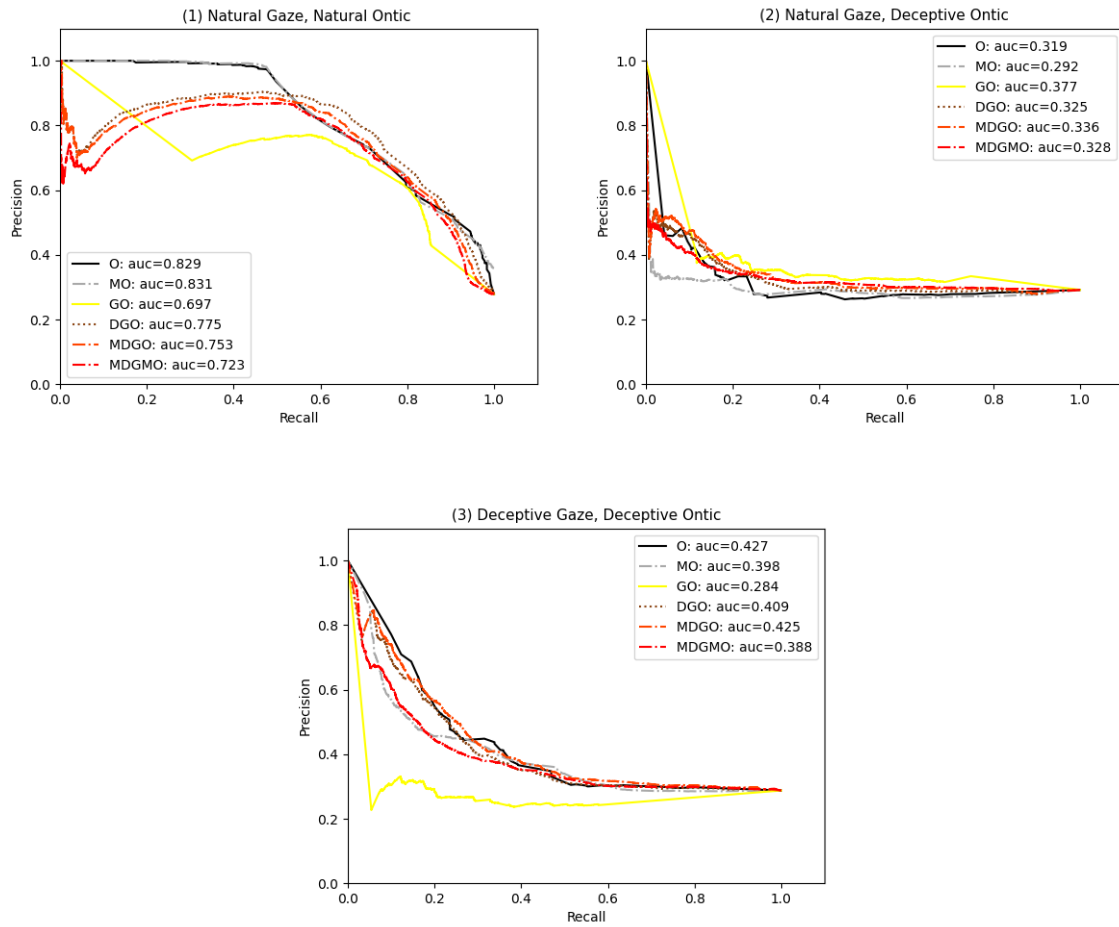 (1) Natural Gaze, Natural Ontic
1.0
0.8
0.6
0.4
0.2
0.0
Precision
O: auc=0.829
MO: auc=0.831
GO: auc=0.697
DGO: auc=0.775
MDGO: auc=0.753
MDGMO: auc=0.723
0.0 0.2 0.4 0.6 0.8 1.0
Recall
(2) Natural Gaze, Deceptive Ontic
1.0
0.8
0.6
0.4
0.2
0.0
Precision
O: auc=0.319
MO: auc=0.292
GO: auc=0.377
DGO: auc=0.325
MDGO: auc=0.336
MDGMO: auc=0.328
0.0 0.2 0.4 0.6 0.8 1.0
Recall
(3) Deceptive Gaze, Deceptive Ontic
1.0
0.8
0.6
0.4
0.2
0.0
Precision
O: auc=0.427
MO: auc=0.398
GO: auc=0.284
DGO: auc=0.409
MDGO: auc=0.425
MDGMO: auc=0.388
0.0 0.2 0.4 0.6 0.8 1.0
Recall